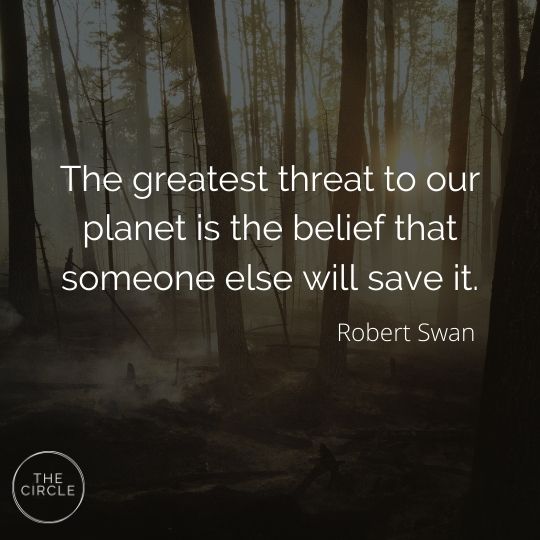 The greatest threat to our
planet is the belief that
someone else will save it.
Robert Swan
THE
CIRCLE